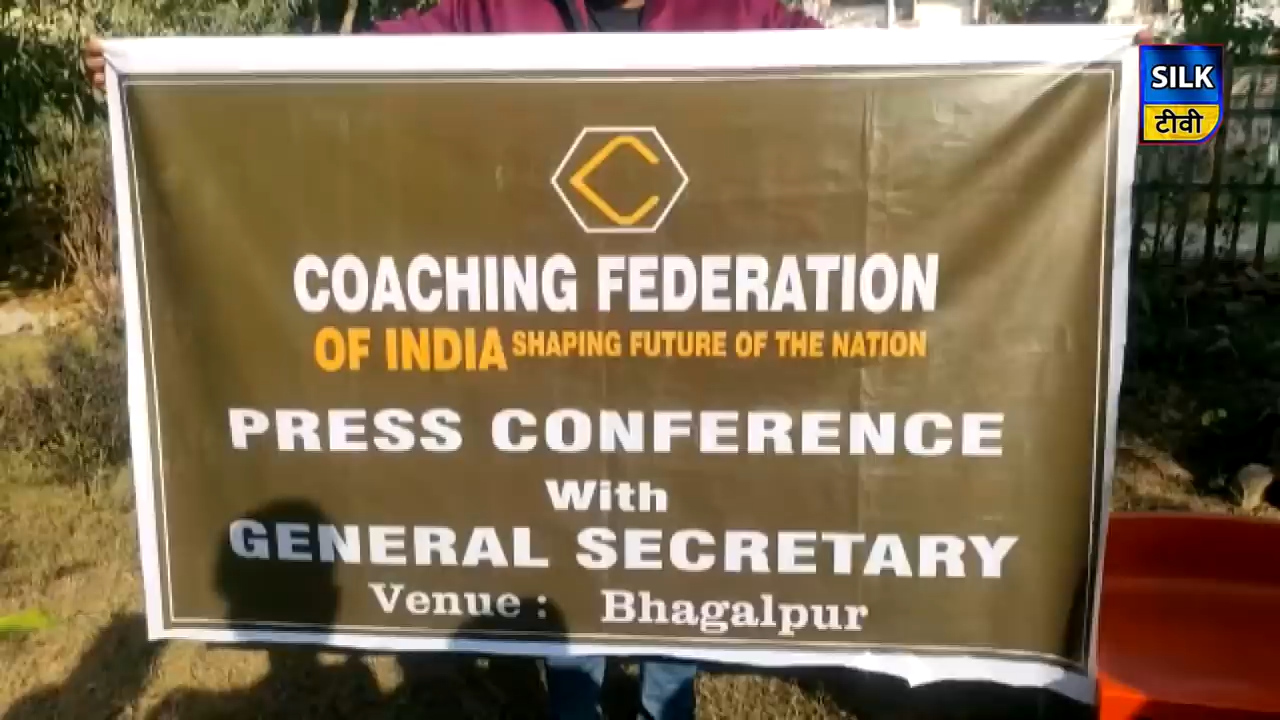 SILK
टीवी
COACHING FEDERATION
OF INDIA SHAPING FUTURE OF THE NATION
PRESS CONFERENCE
With
GENERAL SECRETARY
Venue : Bhagalpur